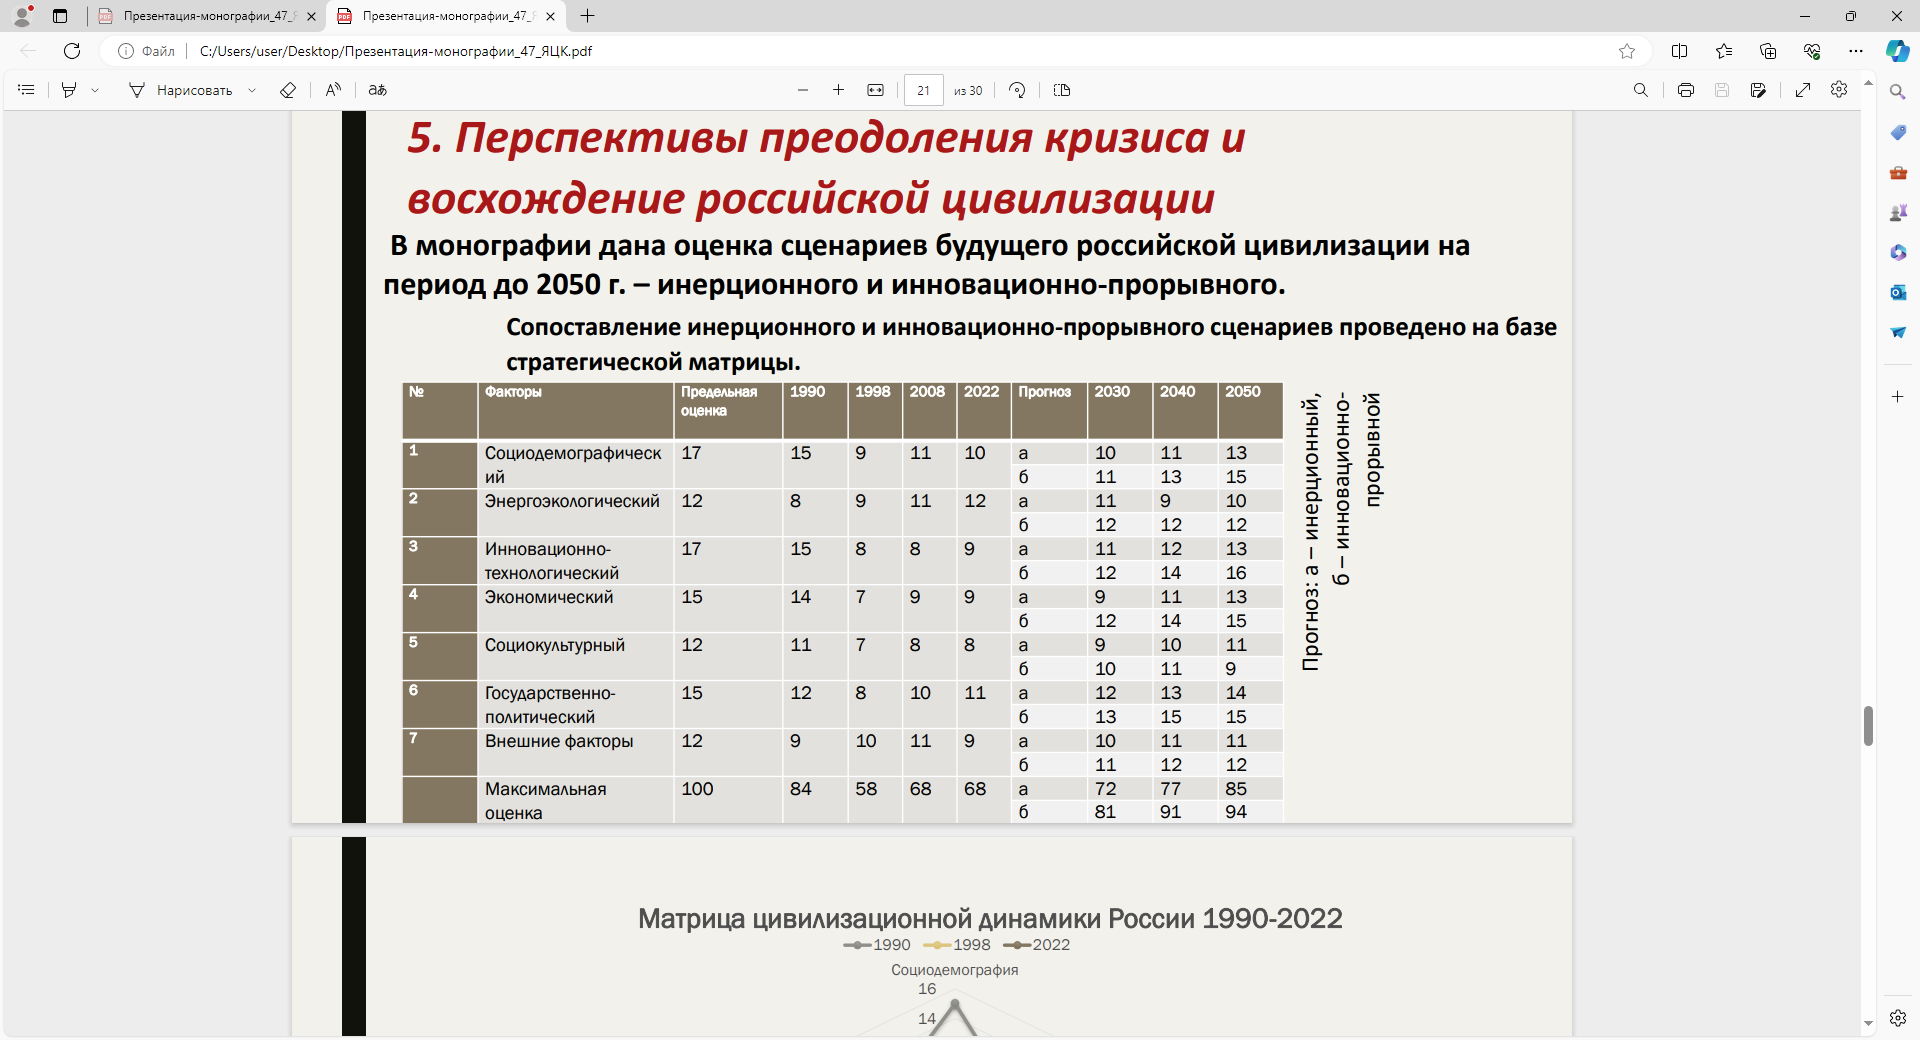 Презентация-монографии_47_Я
Презентация-монографии_47_Я
Файл
C:/Users/user/Desktop/Презентация-монографии_47_ЯЦК.pdf
Нарисовать
21 из 30
5. Перспективы преодоления кризиса и
восхождение российской цивилизации
В монографии дана оценка сценариев будущего российской цивилизации на
период до 2050 г. – инерционного и инновационно-прорывного.
Сопоставление инерционного и инновационно-прорывного сценариев проведено на базе
стратегической матрицы.
№ Факторы Предельная 1990 1998 2008 2022 Прогноз 2030 2040 2050
оценка
1 Социодемографическ 17 15 9 11 10 а 10 11 13
ий б 11 13 15
2 Энергоэкологический 12 8 9 11 12 а 11 9 10
б 12 12 12
3 Инновационно- 17 15 8 8 9 а 11 12 13
технологический б 12 14 16
4 Экономический 15 14 7 9 9 а 9 11 13
б 12 14 15
5 Социокультурный 12 11 7 8 8 а 9 10 11
б 10 11 9
6 Государственно- 15 12 8 10 11 а 12 13 14
политический б 13 15 15
7 Внешние факторы 12 9 10 11 9 а 10 11 11
б 11 12 12
Максимальная 100 84 58 68 68 а 72 77 85
оценка б 81 91 94
Прогноз: а – инерционный,
б – инновационно-
прорывной
Матрица цивилизационной динамики России 1990-2022
1990 1998 2022
Социодемография
16
14